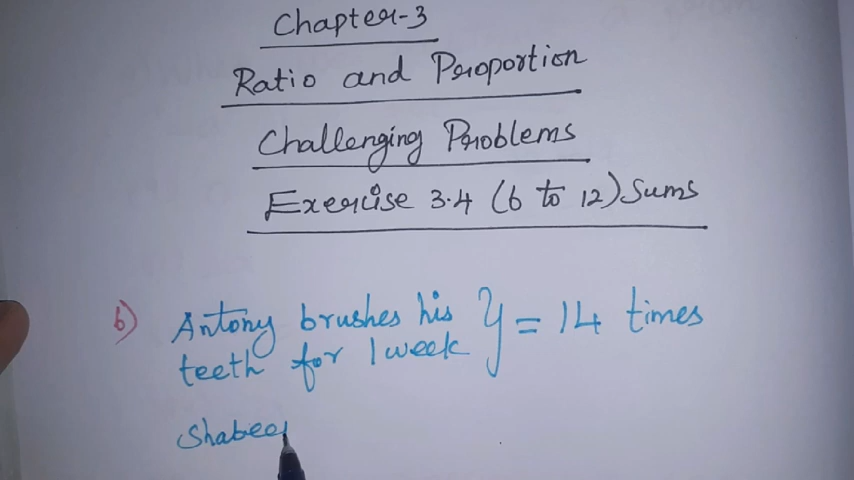 Chapter-3
Ratio and Proportion
Challenging Problems
Exercise 3.4 (6 to 12) Sums
6) Antony brushes his } = 14 times
teeth for 1 week
Shabee